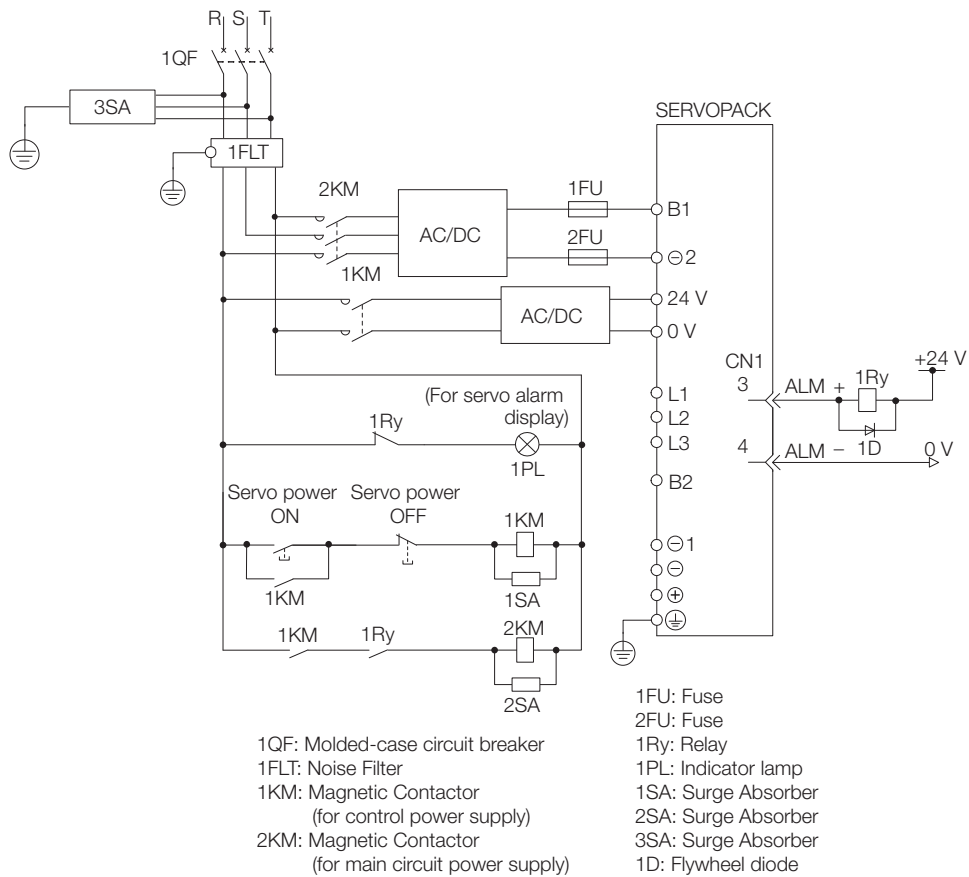 R S T
1QF
3SA
1FLT
SERVOPACK
2KM
1FU
AC/DC
B1
2FU
⊖2
1KM
24 V
AC/DC
0 V
CN1
3
ALM +
1Ry
+24 V
L1
L2
L3
4
ALM −
1D
0 V
B2
(For servo alarm
display)
1Ry
1PL
Servo power
ON
Servo power
OFF
1KM
1KM
1SA
⊖1
⊖
⊕
1KM
1Ry
2KM
2SA
1QF: Molded-case circuit breaker
1FLT: Noise Filter
1KM: Magnetic Contactor
(for control power supply)
2KM: Magnetic Contactor
(for main circuit power supply)
1FU: Fuse
2FU: Fuse
1Ry: Relay
1PL: Indicator lamp
1SA: Surge Absorber
2SA: Surge Absorber
3SA: Surge Absorber
1D: Flywheel diode